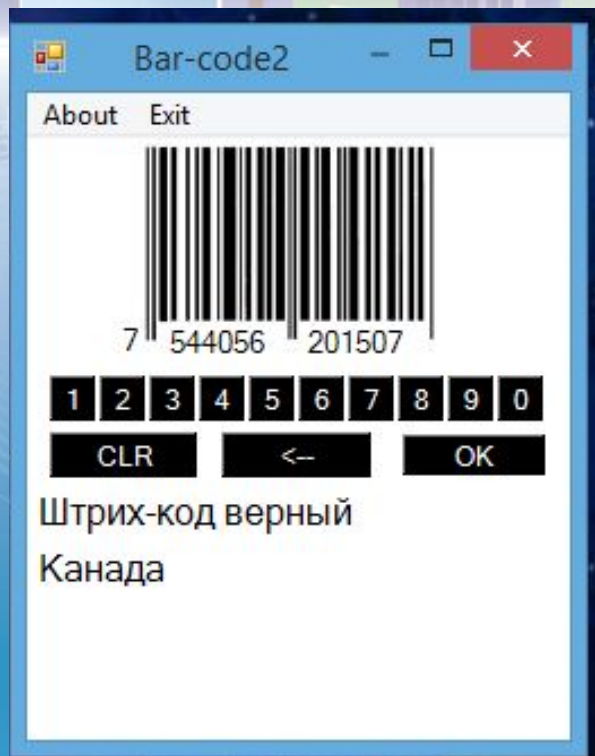 Bar-code2
About Exit
7 544056 201507
1 2 3 4 5 6 7 8 9 0
CLR <-- OK
Штрих-код верный
Канада